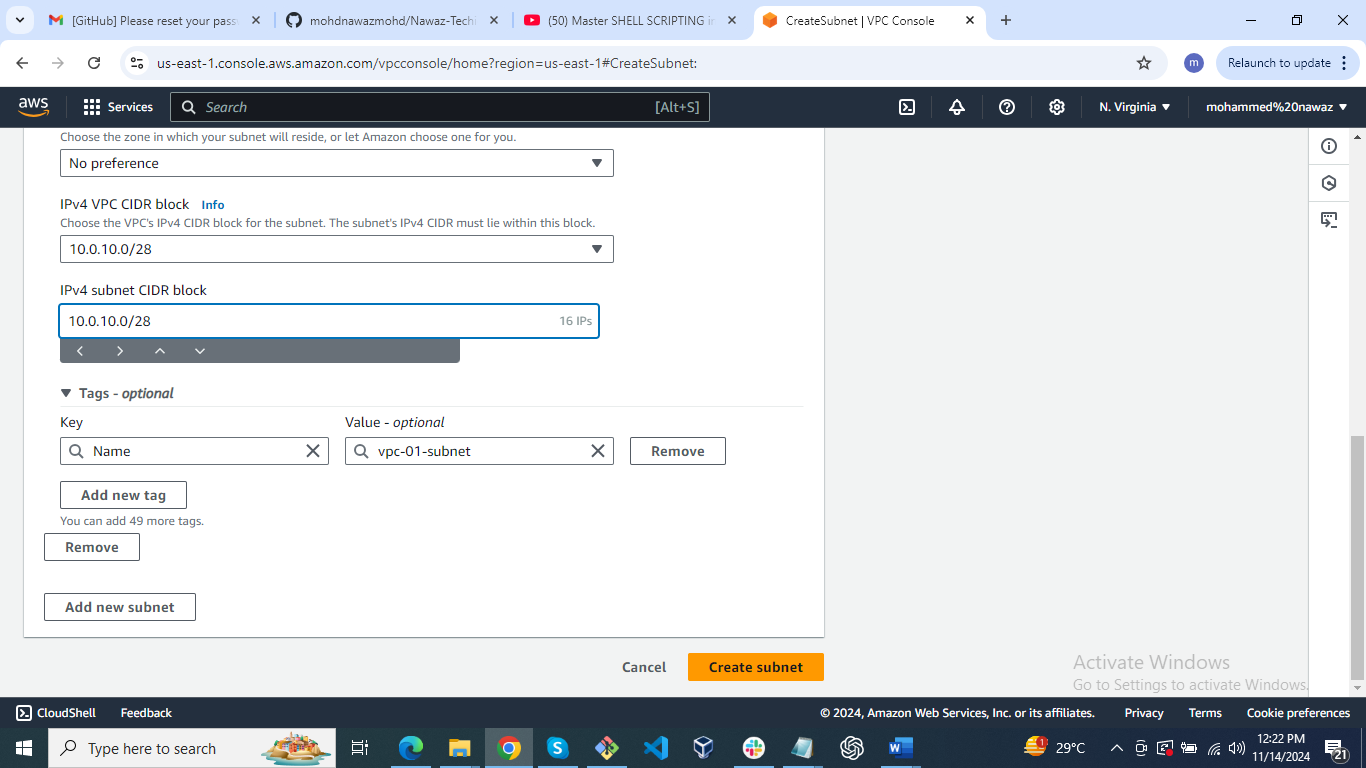 [GitHub] Please reset your pass
mohdnawazmohd/Nawaz-Techi
(50) Master SHELL SCRIPTING in
CreateSubnet | VPC Console
us-east-1.console.aws.amazon.com/vpcconsole/home?region=us-east-1#CreateSubnet:
m
Relaunch to update
aws
Services
Search
[Alt+S]
N. Virginia
mohammed%20nawaz
Choose the zone in which your subnet will reside, or let Amazon choose one for you.
No preference
IPv4 VPC CIDR block Info
Choose the VPC's IPv4 CIDR block for the subnet. The subnet's IPv4 CIDR must lie within this block.
10.0.10.0/28
IPv4 subnet CIDR block
10.0.10.0/28
16 IPs
Tags - optional
Key
Value - optional
Name
vpc-01-subnet
Remove
Add new tag
You can add 49 more tags.
Remove
Add new subnet
Cancel
Create subnet
Activate Windows
Go to Settings to activate Windows.
CloudShell
Feedback
© 2024, Amazon Web Services, Inc. or its affiliates.
Privacy
Terms
Cookie preferences
Type here to search
1
29°C
12:22 PM
11/14/2024
21